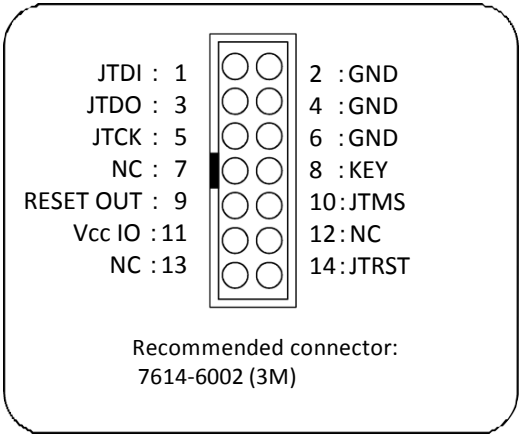 JTDI : 1 2 :GND
JTDO : 3 4 :GND
JTCK : 5 6 :GND
NC : 7 8 :KEY
RESET OUT : 9 10:JTMS
Vcc IO :11 12:NC
NC :13 14:JTRST
Recommended connector:
7614-6002 (3M)